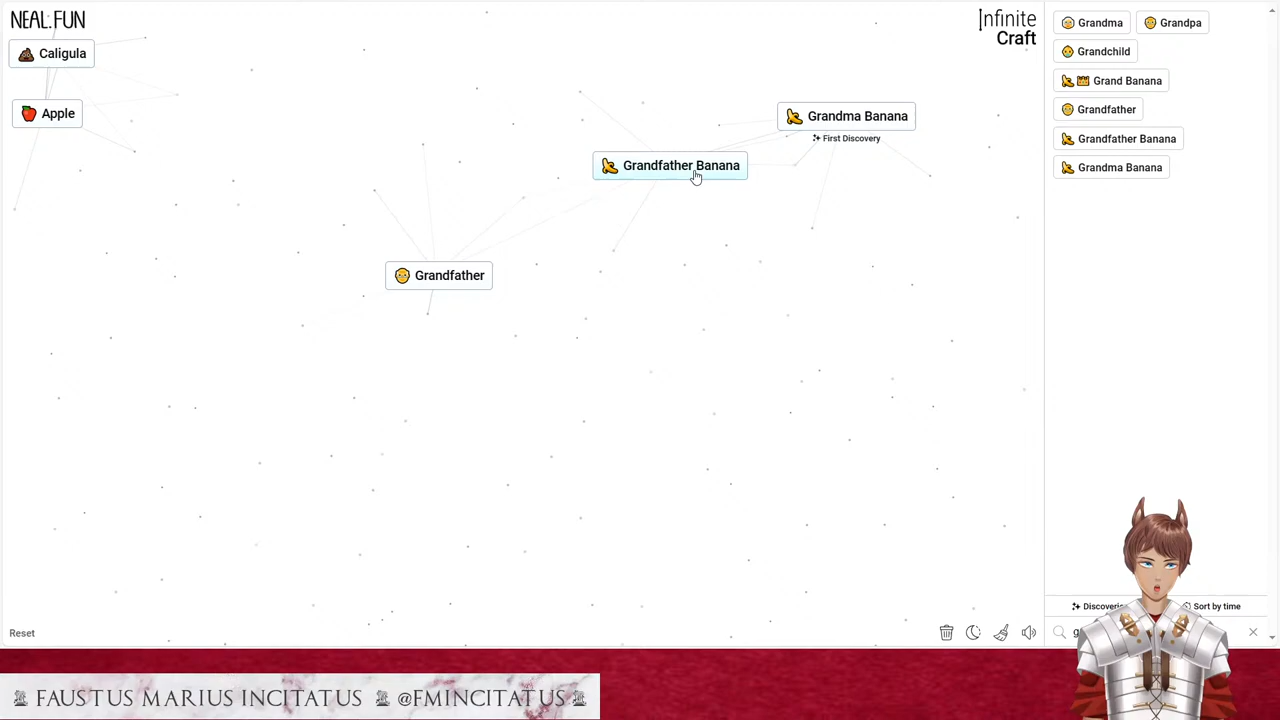 NEAL.FUN
Infinite
Craft
Caligula
Apple
Grandma Banana
First Discovery
Grandfather Banana
Grandfather
Grandma
Grandpa
Grandchild
Grand Banana
Grandfather
Grandfather Banana
Grandma Banana
Sort by time
Reset
FAUSTUS MARIUS INCITATUS @FMINCITATUS